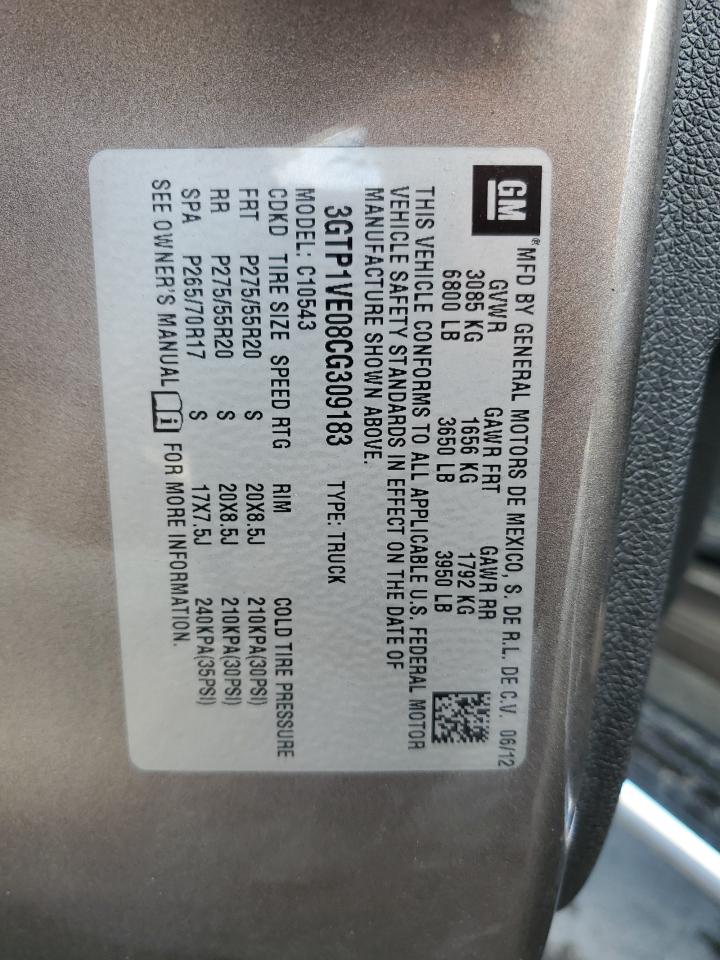 GM® MFD BY GENERAL MOTORS DE MEXICO, S. DE R.L. DE C.V. 06/12
GVWR GAWR FRT GAWR RR
3085 KG 1656 KG 1792 KG
6800 LB 3650 LB 3950 LB
THIS VEHICLE CONFORMS TO ALL APPLICABLE U.S. FEDERAL MOTOR
VEHICLE SAFETY STANDARDS IN EFFECT ON THE DATE OF
MANUFACTURE SHOWN ABOVE.
3GTP1VE08CG309183 TYPE: TRUCK
MODEL: C10543
CDKD TIRE SIZE SPEED RTG RIM COLD TIRE PRESSURE
FRT P275/55R20 S 20X8.5J 210KPA(30PSI)
RR P275/55R20 S 20X8.5J 210KPA(30PSI)
SPA P265/70R17 S 17X7.5J 240KPA(35PSI)
SEE OWNER'S MANUAL i FOR MORE INFORMATION.